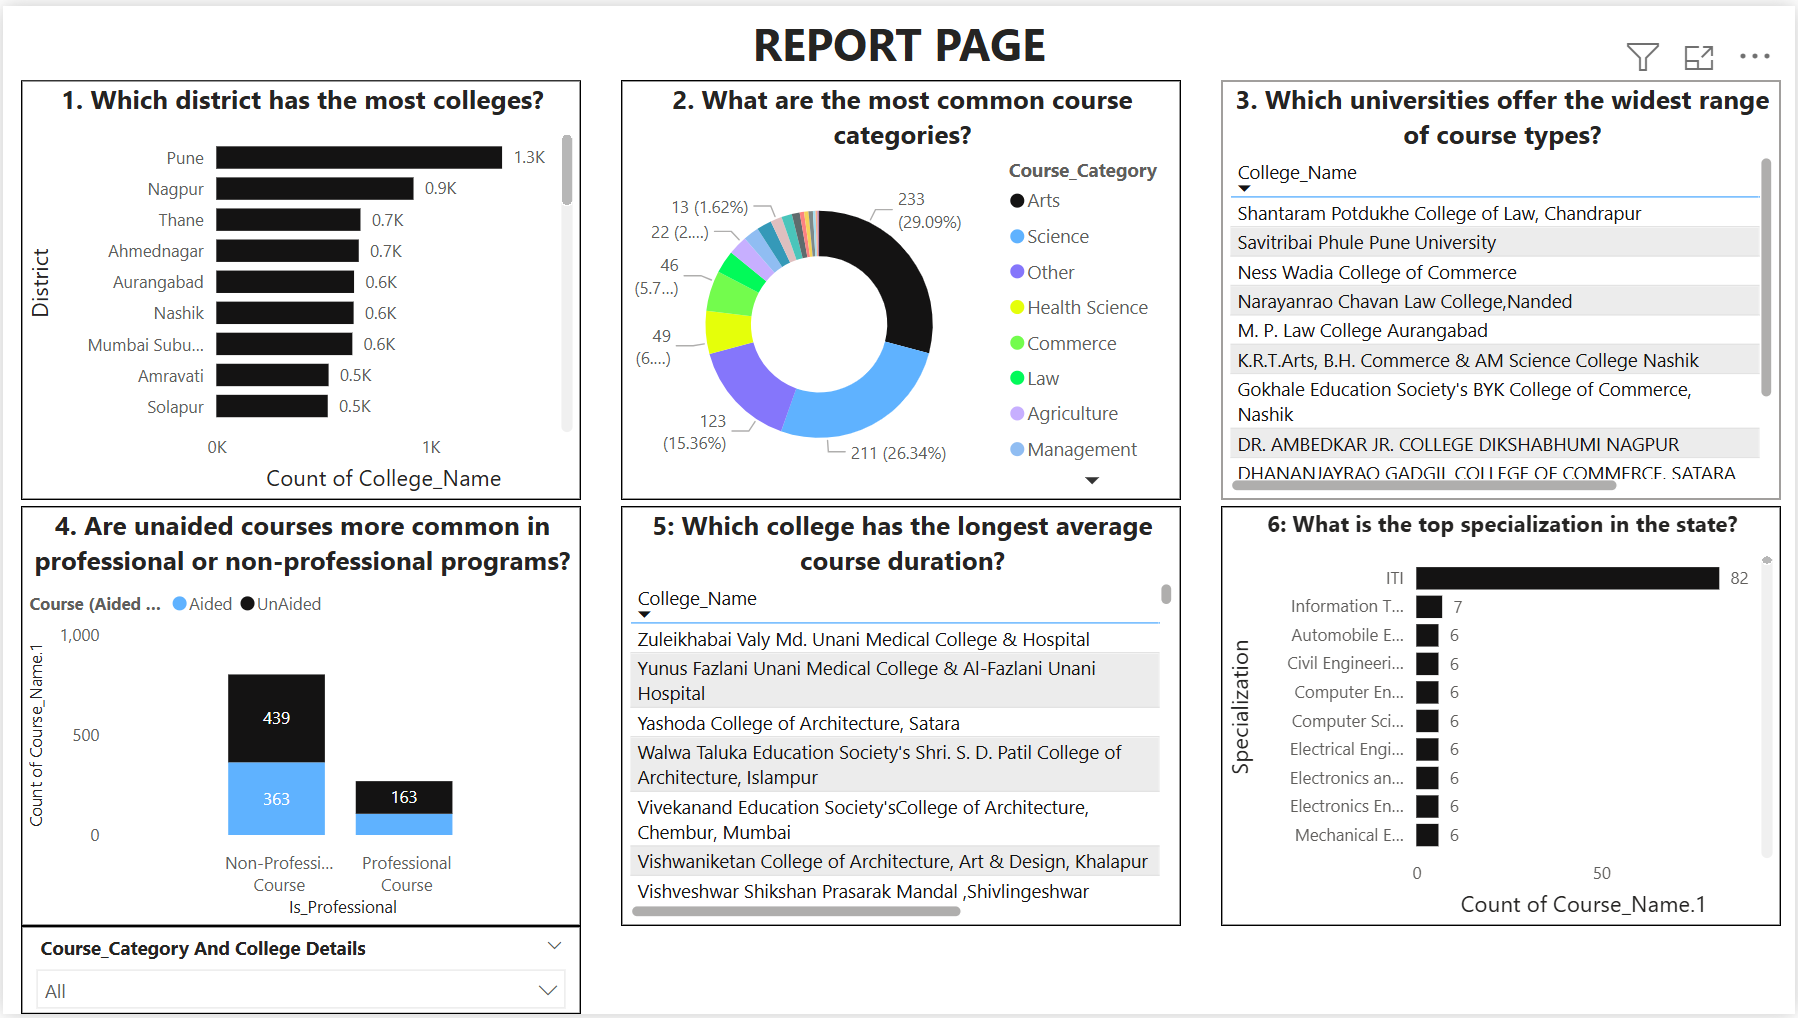 REPORT PAGE
1. Which district has the most colleges?
District
Pune 1.3K
Nagpur 0.9K
Thane 0.7K
Ahmednagar 0.7K
Aurangabad 0.6K
Nashik 0.6K
Mumbai Subu... 0.6K
Amravati 0.5K
Solapur 0.5K
0K 1K
Count of College_Name
2. What are the most common course
categories?
233
(29.09%)
211 (26.34%)
123
(15.36%)
49
(6....)
46
(5.7...)
22 (2....)
13 (1.62%)
Course_Category
Arts
Science
Other
Health Science
Commerce
Law
Agriculture
Management
3. Which universities offer the widest range
of course types?
College_Name
Shantaram Potdukhe College of Law, Chandrapur
Savitribai Phule Pune University
Ness Wadia College of Commerce
Narayanrao Chavan Law College,Nanded
M. P. Law College Aurangabad
K.R.T.Arts, B.H. Commerce & AM Science College Nashik
Gokhale Education Society's BYK College of Commerce,
Nashik
DR. AMBEDKAR JR. COLLEGE DIKSHABHUMI NAGPUR
DHANANJAYRAO GADGIL COLLEGE OF COMMERCE, SATARA
4. Are unaided courses more common in
professional or non-professional programs?
Course (Aided ... Aided UnAided
Count of Course_Name.1
1,000
500
0
439
363
163
Non-Professi...
Course
Professional
Course
Is_Professional
5: Which college has the longest average
course duration?
College_Name
Zuleikhabai Valy Md. Unani Medical College & Hospital
Yunus Fazlani Unani Medical College & Al-Fazlani Unani
Hospital
Yashoda College of Architecture, Satara
Walwa Taluka Education Society's Shri. S. D. Patil College of
Architecture, Islampur
Vivekanand Education Society'sCollege of Architecture,
Chembur, Mumbai
Vishwaniketan College of Architecture, Art & Design, Khalapur
Vishveshwar Shikshan Prasarak Mandal ,Shivlingeshwar
6: What is the top specialization in the state?
Specialization
ITI 82
Information T... 7
Automobile E... 6
Civil Engineeri... 6
Computer En... 6
Computer Sci... 6
Electrical Engi... 6
Electronics an... 6
Electronics En... 6
Mechanical E... 6
0 50
Count of Course_Name.1
Course_Category And College Details
All